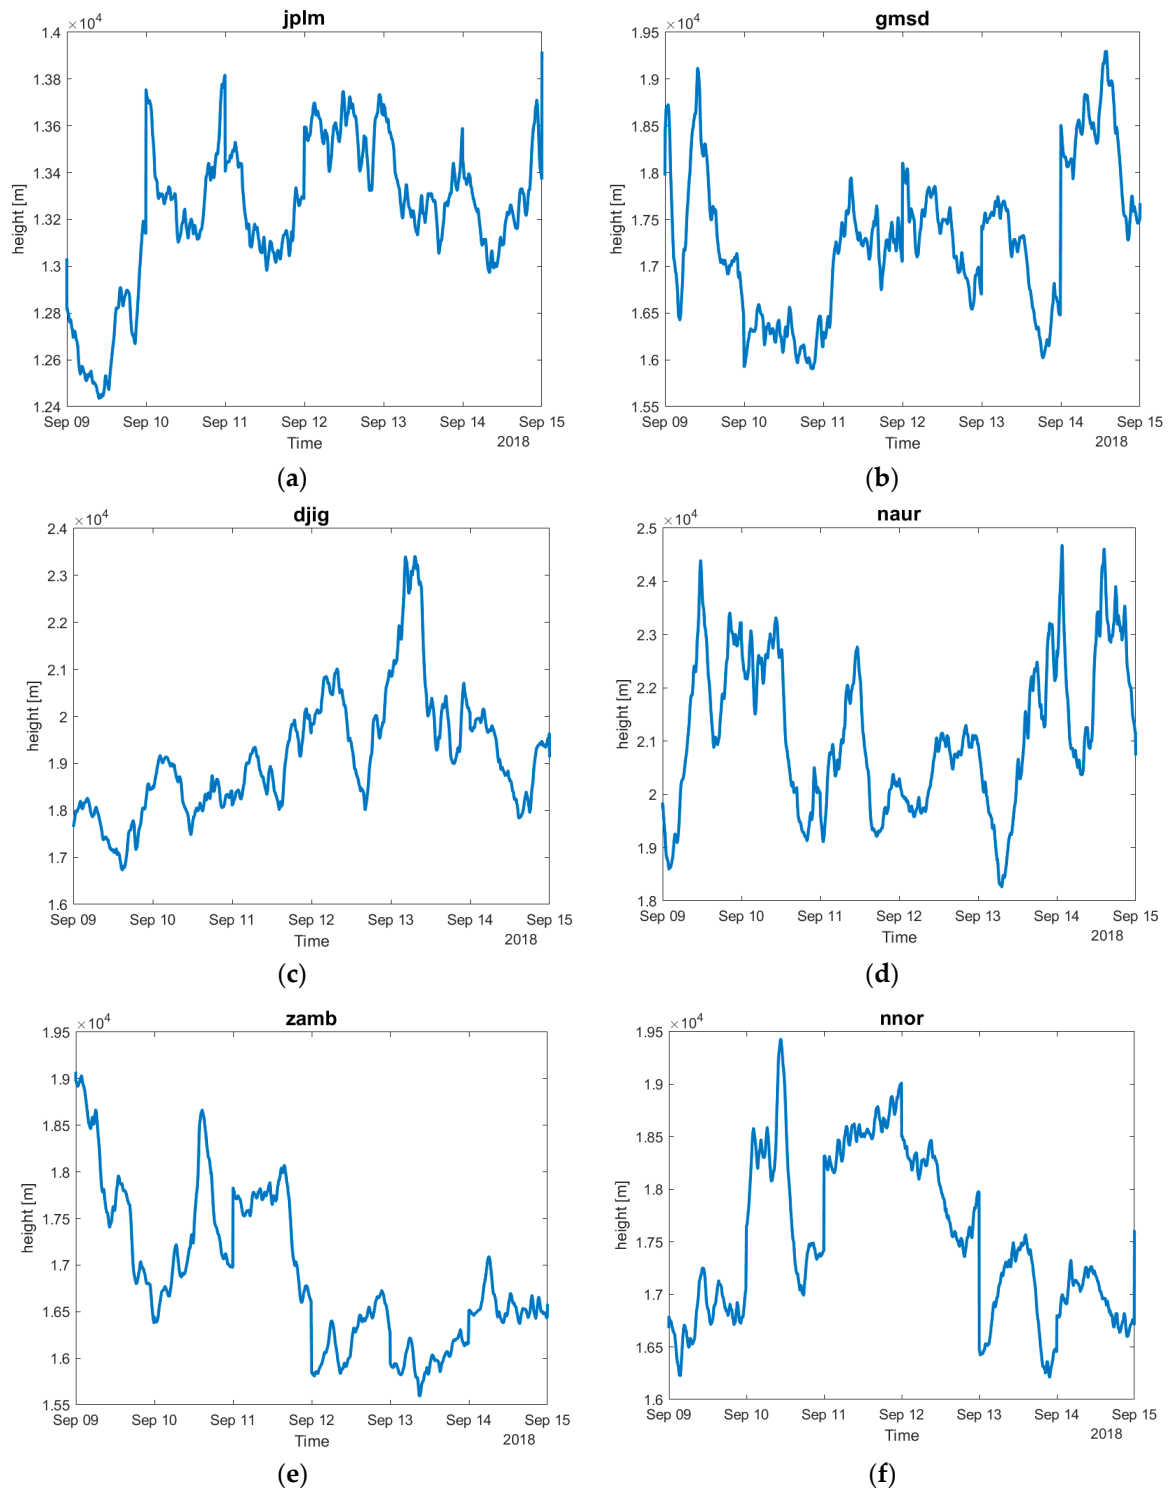 jplm
×10⁴
1.4
1.38
1.36
1.34
1.32
1.3
1.28
1.26
1.24
height [m]
Sep 09 Sep 10 Sep 11 Sep 12 Sep 13 Sep 14 Sep 15
Time 2018
(a)
gmsd
×10⁴
1.95
1.9
1.85
1.8
1.75
1.7
1.65
1.6
1.55
height [m]
Sep 09 Sep 10 Sep 11 Sep 12 Sep 13 Sep 14 Sep 15
Time 2018
(b)
djig
×10⁴
2.4
2.3
2.2
2.1
2
1.9
1.8
1.7
1.6
height [m]
Sep 09 Sep 10 Sep 11 Sep 12 Sep 13 Sep 14 Sep 15
Time 2018
(c)
naur
×10⁴
2.5
2.4
2.3
2.2
2.1
2
1.9
1.8
height [m]
Sep 09 Sep 10 Sep 11 Sep 12 Sep 13 Sep 14 Sep 15
Time 2018
(d)
zamb
×10⁴
1.95
1.9
1.85
1.8
1.75
1.7
1.65
1.6
1.55
height [m]
Sep 09 Sep 10 Sep 11 Sep 12 Sep 13 Sep 14 Sep 15
Time 2018
(e)
nnor
×10⁴
1.95
1.9
1.85
1.8
1.75
1.7
1.65
1.6
height [m]
Sep 09 Sep 10 Sep 11 Sep 12 Sep 13 Sep 14 Sep 15
Time 2018
(f)